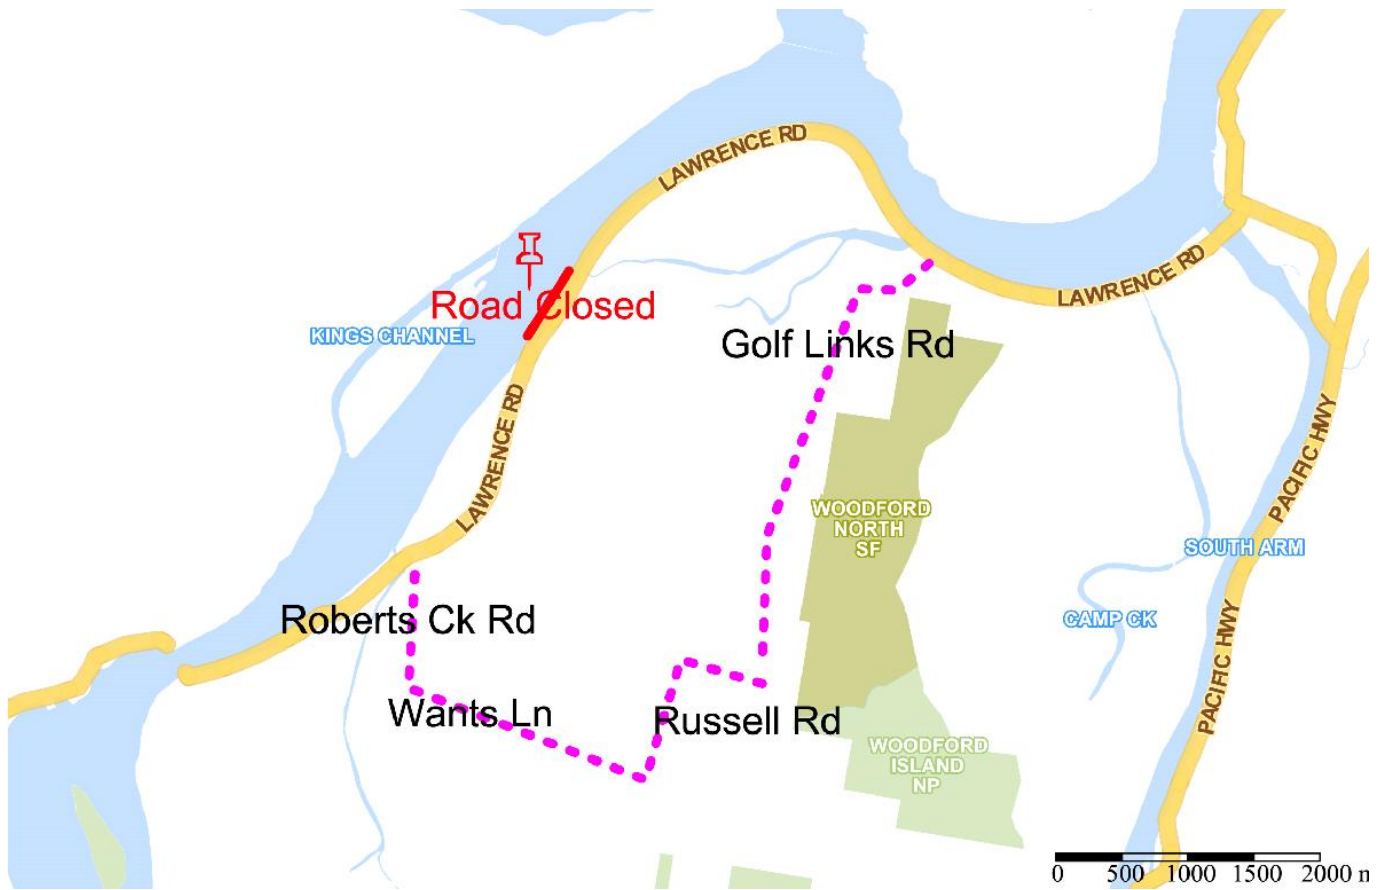 LAWRENCE RD
Road Closed
KINGS CHANNEL
LAWRENCE RD
Golf Links Rd
LAWRENCE RD
PACIFIC HWY
WOODFORD
NORTH
SF
SOUTH ARM
Roberts Ck Rd
CAMP CK
PACIFIC HWY
Wants Ln
Russell Rd
WOODFORD
ISLAND
NP
0 500 1000 1500 2000 m